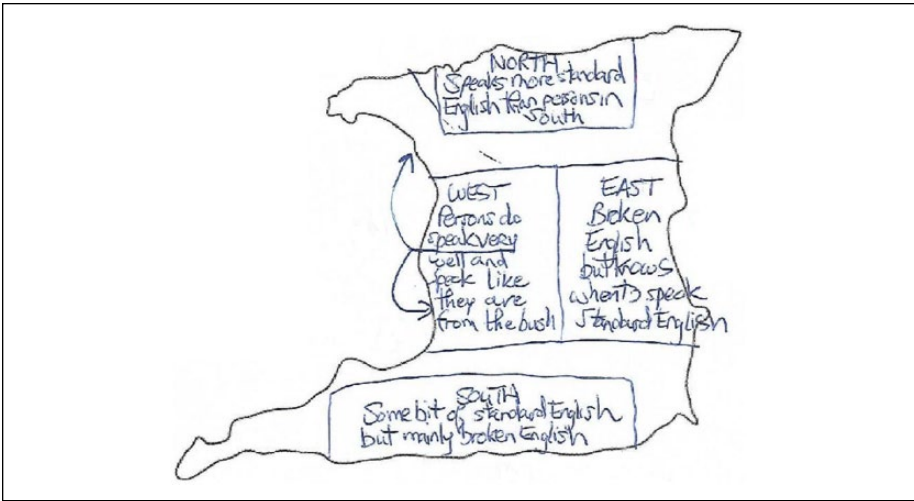 NORTH
Speaks more standard
English than persons in
South
WEST
Persons do
speak very
well and
speak like
they are
from the bush
EAST
Broken
English
but knows
when to speak
Standard English
SOUTH
Some bit of standard English
but mainly broken English